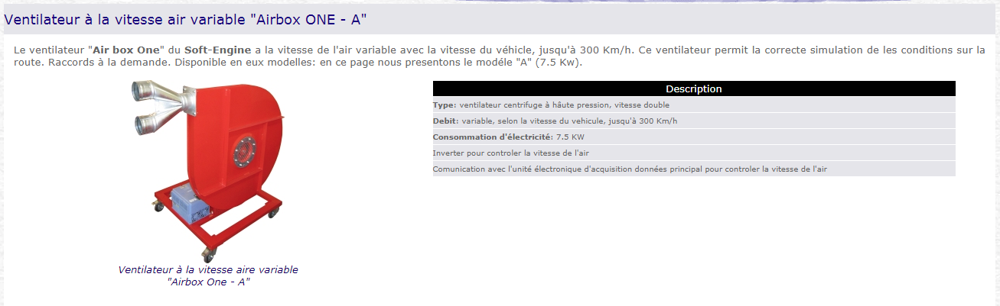 Ventilateur à la vitesse air variable "Airbox ONE - A"
Le ventilateur "Air box One" du Soft-Engine a la vitesse de l'air variable avec la vitesse du véhicle, jusqu'à 300 Km/h. Ce ventilateur permit la correcte simulation de les conditions sur la
route. Raccords à la demande. Disponible en eux modelles: en ce page nous presentons le modéle "A" (7.5 Kw).
Description
Type: ventilateur centrifuge à hâute pression, vitesse double
Debit: variable, selon la vitesse du vehicule, jusqu'à 300 Km/h
Consommation d'électricité: 7.5 KW
Inverter pour controler la vitesse de l'air
Comunication avec l'unité électronique d'acquisition données principal pour controler la vitesse de l'air
Ventilateur à la vitesse aire variable
"Airbox One - A"